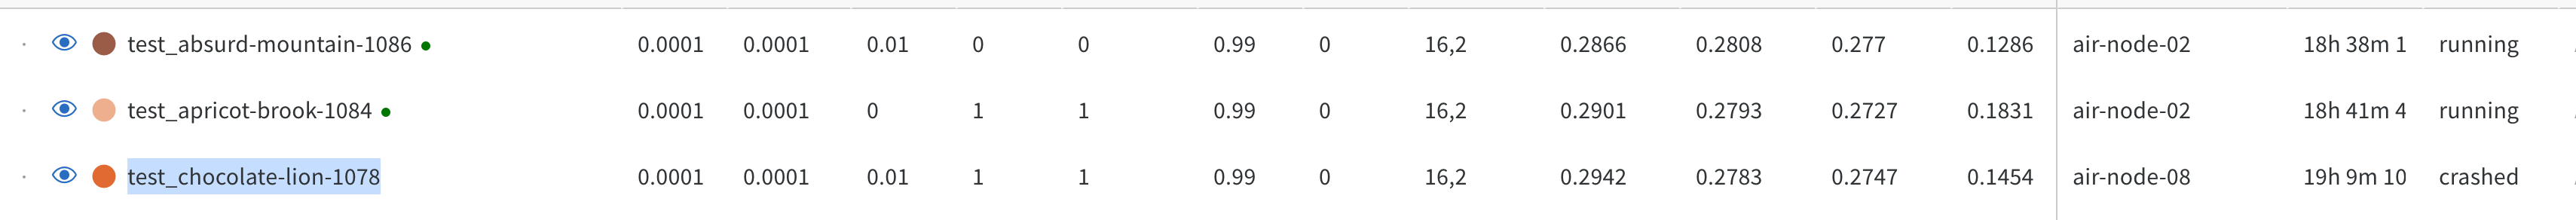 test_absurd-mountain-1086 0.0001 0.0001 0.01 0 0 0.99 0 16,2 0.2866 0.2808 0.277 0.1286 air-node-02 18h 38m 1 running
test_apricot-brook-1084 0.0001 0.0001 0 1 1 0.99 0 16,2 0.2901 0.2793 0.2727 0.1831 air-node-02 18h 41m 4 running
test_chocolate-lion-1078 0.0001 0.0001 0.01 1 1 0.99 0 16,2 0.2942 0.2783 0.2747 0.1454 air-node-08 19h 9m 10 crashed